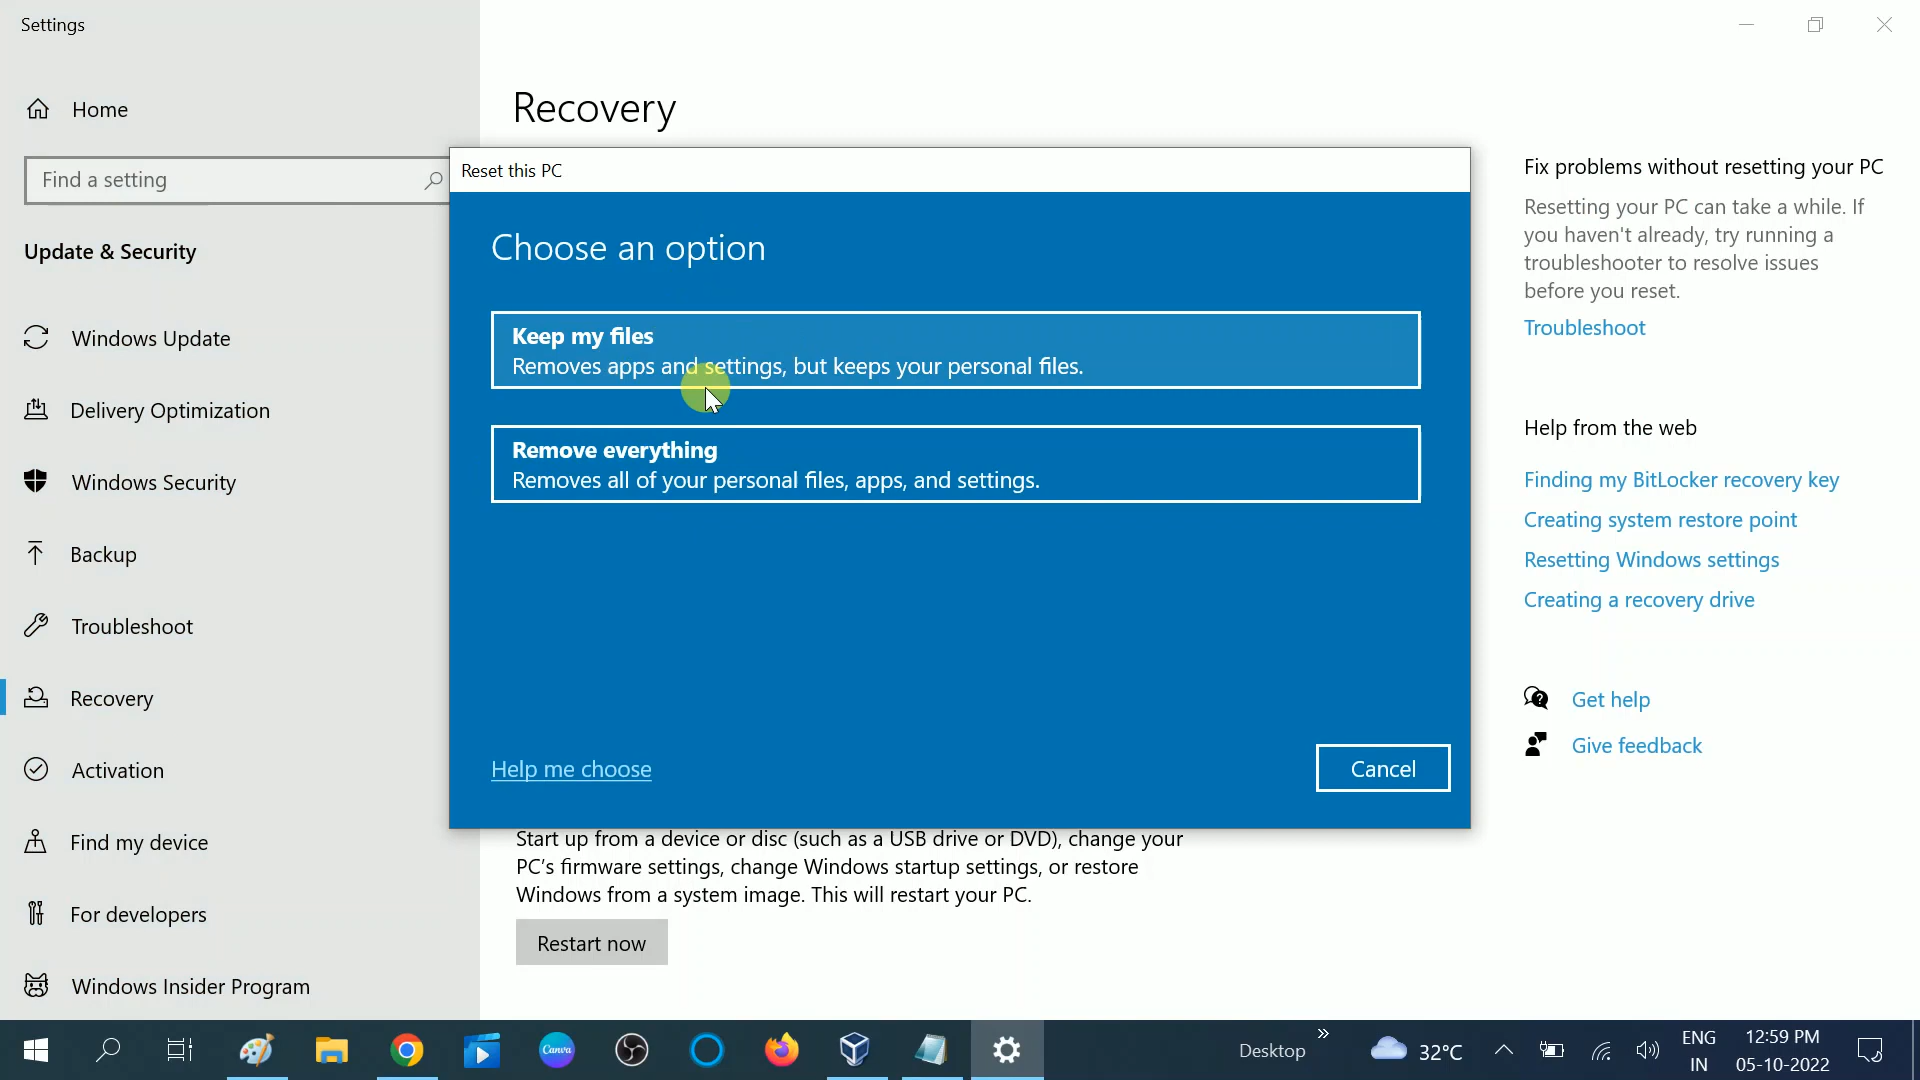 Settings
Home
Find a setting
Update & Security
Windows Update
Delivery Optimization
Windows Security
Backup
Troubleshoot
Recovery
Activation
Find my device
For developers
Windows Insider Program
Recovery
Reset this PC
Choose an option
Keep my files
Removes apps and settings, but keeps your personal files.
Remove everything
Removes all of your personal files, apps, and settings.
Help me choose
Cancel
Start up from a device or disc (such as a USB drive or DVD), change your
PC's firmware settings, change Windows startup settings, or restore
Windows from a system image. This will restart your PC.
Restart now
Fix problems without resetting your PC
Resetting your PC can take a while. If
you haven't already, try running a
troubleshooter to resolve issues
before you reset.
Troubleshoot
Help from the web
Finding my BitLocker recovery key
Creating system restore point
Resetting Windows settings
Creating a recovery drive
Get help
Give feedback
Canva
Desktop
32°C
ENG
IN
12:59 PM
05-10-2022